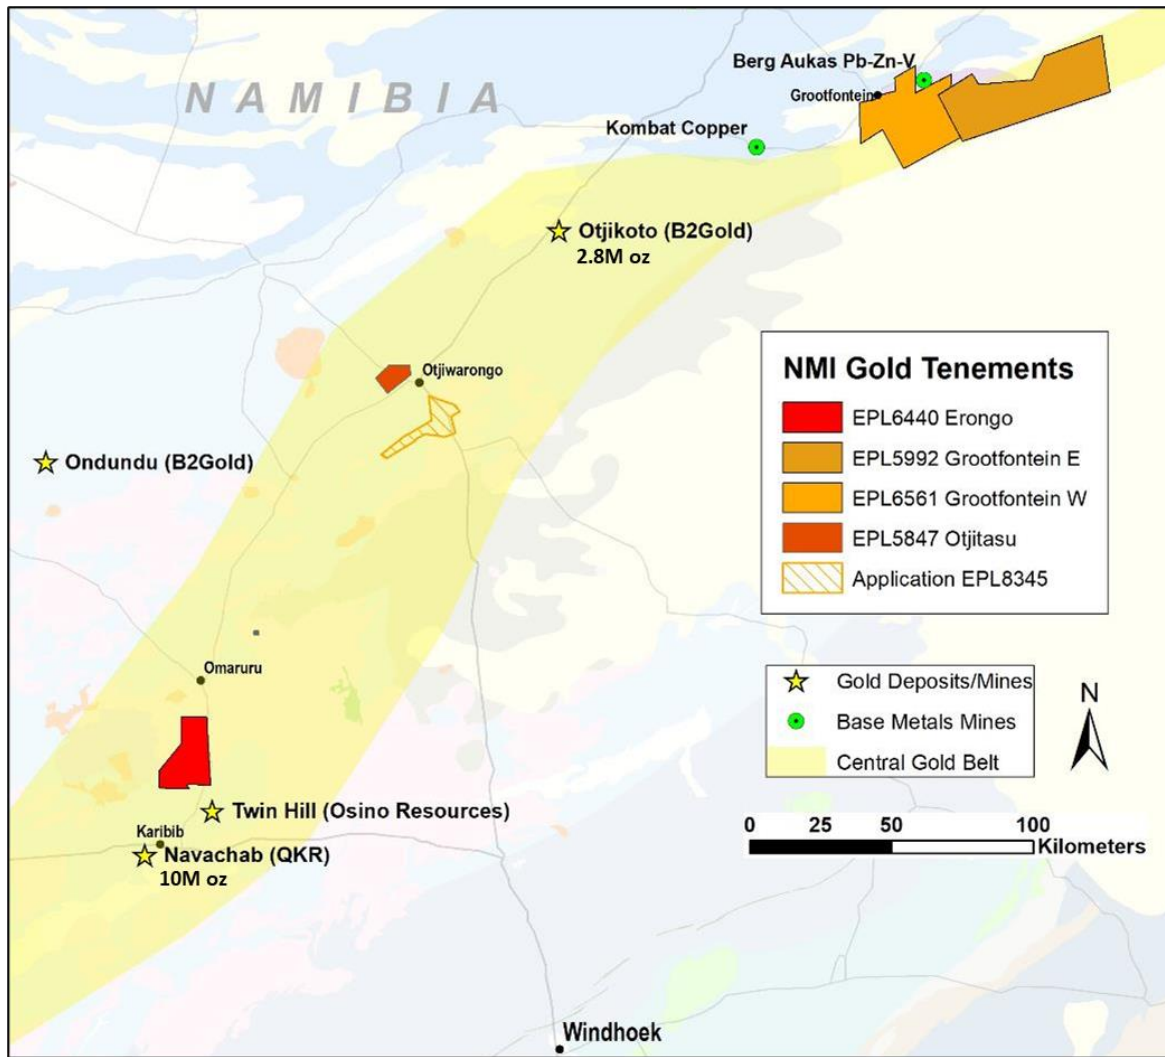 NAMIBIA
Berg Aukas Pb-Zn-V
Grootfontein
Kombat Copper
Otjikoto (B2Gold)
2.8M oz
Otjiwarongo
Ondundu (B2Gold)
Omaruru
Twin Hill (Osino Resources)
Karibib
Navachab (QKR)
10M oz
Windhoek
NMI Gold Tenements
EPL6440 Erongo
EPL5992 Grootfontein E
EPL6561 Grootfontein W
EPL5847 Otjitasu
Application EPL8345
Gold Deposits/Mines
Base Metals Mines
Central Gold Belt
N
0 25 50 100
Kilometers